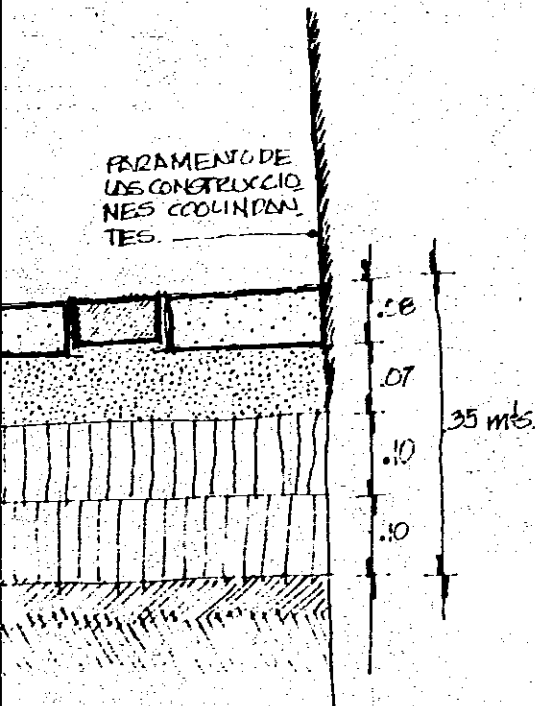 PARAMENTO DE
LAS CONSTRUCCIO
NES COOLINDAN
TES.
.08
.07
.10
.10
.35 mts.